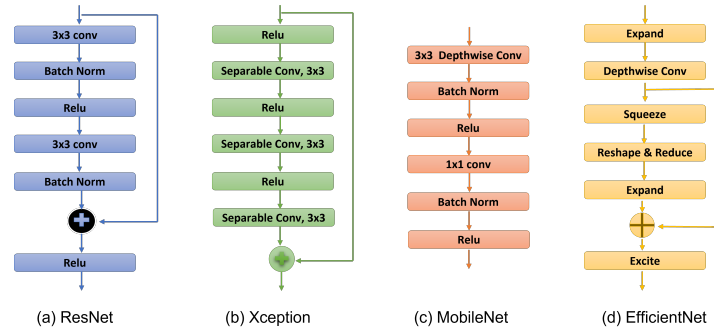 3x3 conv
Batch Norm
Relu
3x3 conv
Batch Norm
Relu
(a) ResNet
Relu
Separable Conv, 3x3
Relu
Separable Conv, 3x3
Relu
Separable Conv, 3x3
(b) Xception
3x3 Depthwise Conv
Batch Norm
Relu
1x1 conv
Batch Norm
Relu
(c) MobileNet
Expand
Depthwise Conv
Squeeze
Reshape & Reduce
Expand
Excite
(d) EfficientNet